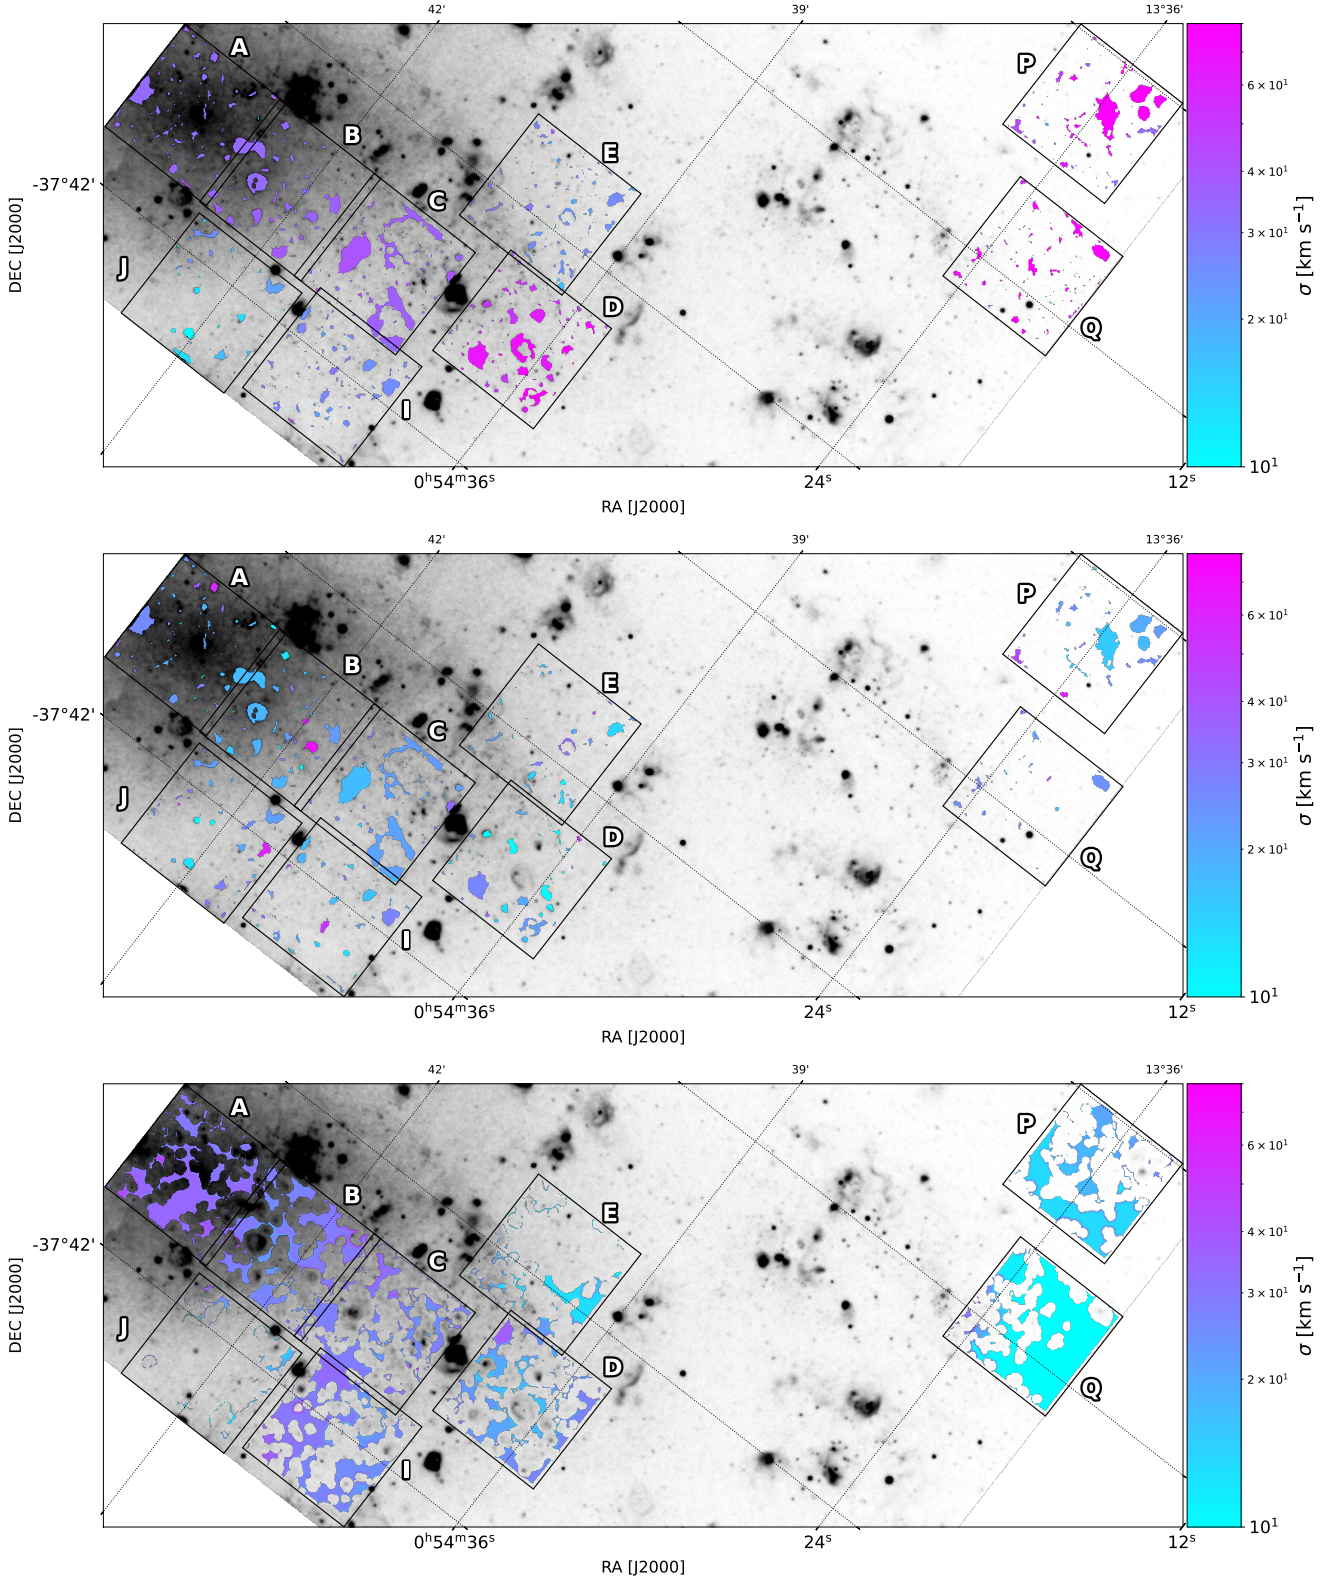 42' 39' 13°36'
A B C D E I J P Q
-37°42'
DEC [J2000]
0ʰ54ᵐ36ˢ 24ˢ 12ˢ
RA [J2000]
6×10¹
4×10¹
3×10¹
2×10¹
10¹
σ [km s⁻¹]
42' 39' 13°36'
A B C D E I J P Q
-37°42'
DEC [J2000]
0ʰ54ᵐ36ˢ 24ˢ 12ˢ
RA [J2000]
6×10¹
4×10¹
3×10¹
2×10¹
10¹
σ [km s⁻¹]
42' 39' 13°36'
A B C D E I J P Q
-37°42'
DEC [J2000]
0ʰ54ᵐ36ˢ 24ˢ 12ˢ
RA [J2000]
6×10¹
4×10¹
3×10¹
2×10¹
10¹
σ [km s⁻¹]